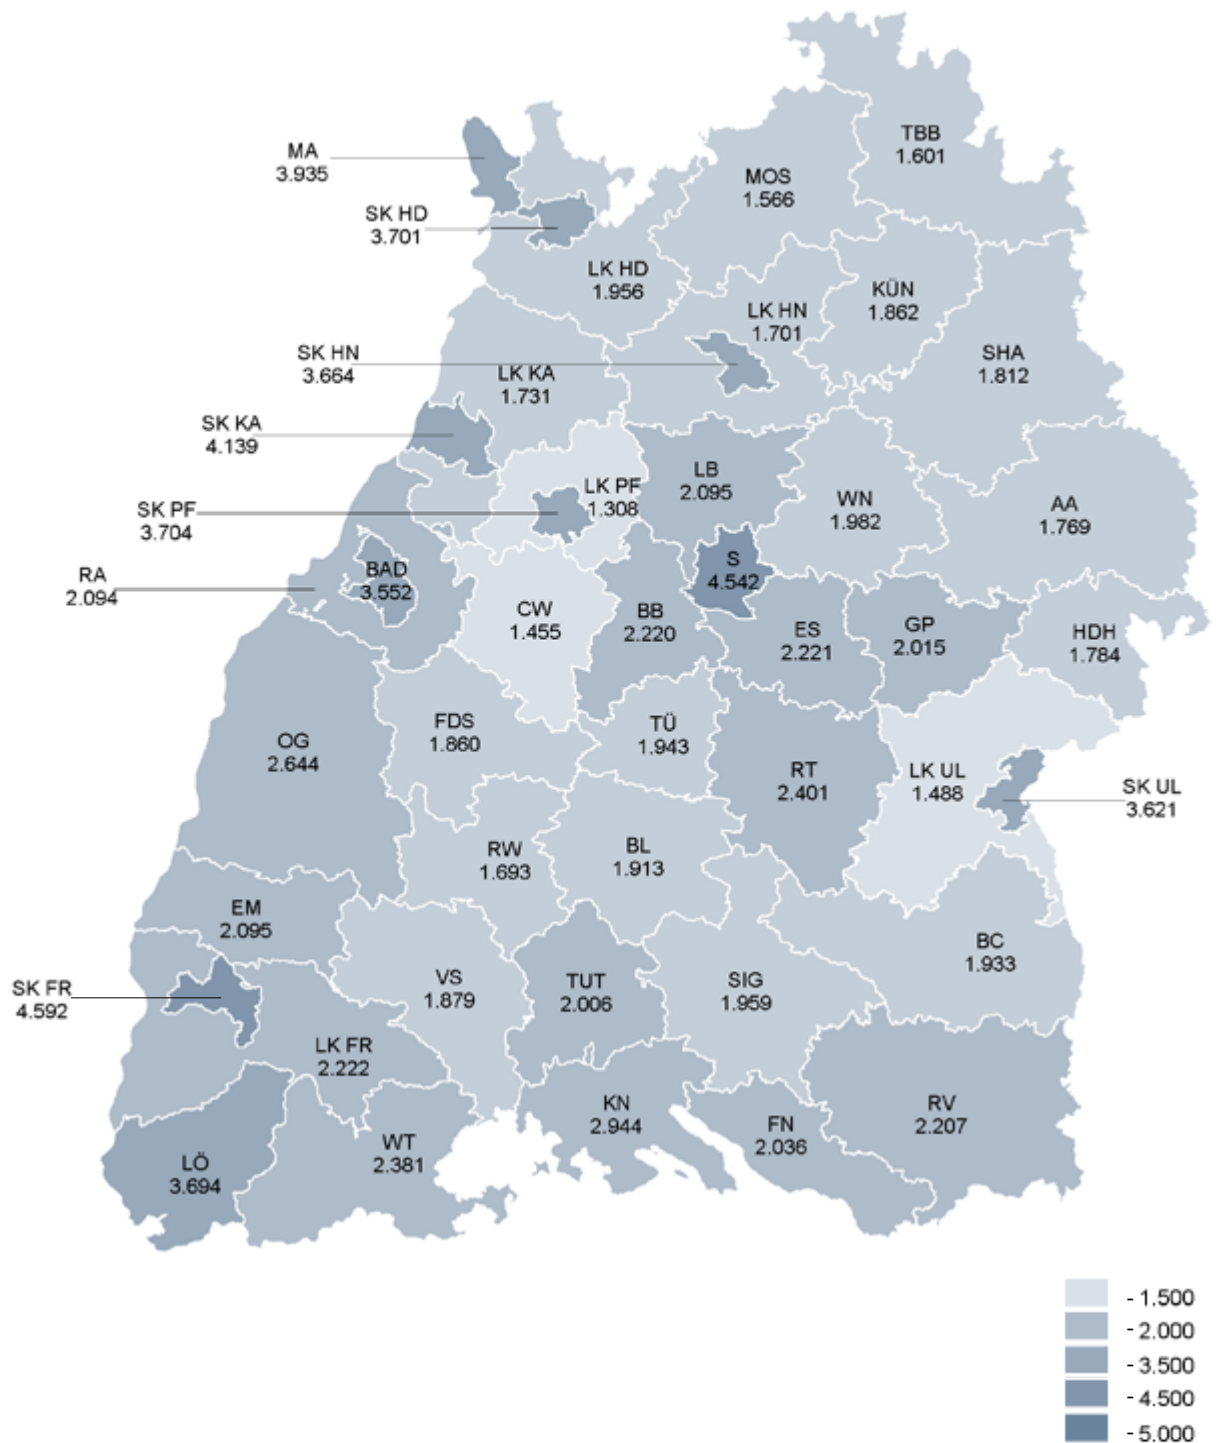 TBB
1.601
MA
3.935
MOS
1.566
SK HD
3.701
LK HD
1.956
KÜN
1.862
LK HN
1.701
SK HN
3.664
SHA
1.812
LK KA
1.731
SK KA
4.139
LB
2.095
LK PF
1.308
WN
1.982
AA
1.769
SK PF
3.704
S
4.542
BAD
3.552
RA
2.094
CW
1.455
BB
2.220
ES
2.221
GP
2.015
HDH
1.784
FDS
1.860
TÜ
1.943
OG
2.644
RT
2.401
LK UL
1.488
SK UL
3.621
RW
1.693
BL
1.913
EM
2.095
BC
1.933
VS
1.879
TUT
2.006
SIG
1.959
SK FR
4.592
LK FR
2.222
KN
2.944
FN
2.036
RV
2.207
WT
2.381
LÖ
3.694
- 1.500
- 2.000
- 3.500
- 4.500
- 5.000